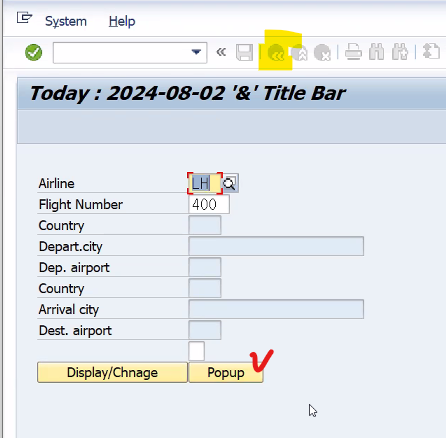 System Help
Today : 2024-08-02 '&' Title Bar
Airline LH
Flight Number 400
Country
Depart.city
Dep. airport
Country
Arrival city
Dest. airport
Display/Chnage Popup